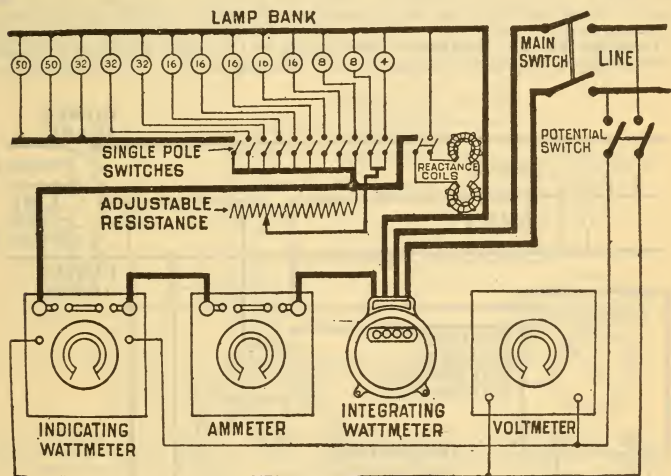 LAMP BANK
50 50 32 32 32 16 16 16 16 16 8 8 4
MAIN
SWITCH
LINE
POTENTIAL
SWITCH
SINGLE POLE
SWITCHES
REACTANCE
COILS
ADJUSTABLE
RESISTANCE
INDICATING
WATTMETER
AMMETER
INTEGRATING
WATTMETER
VOLTMETER